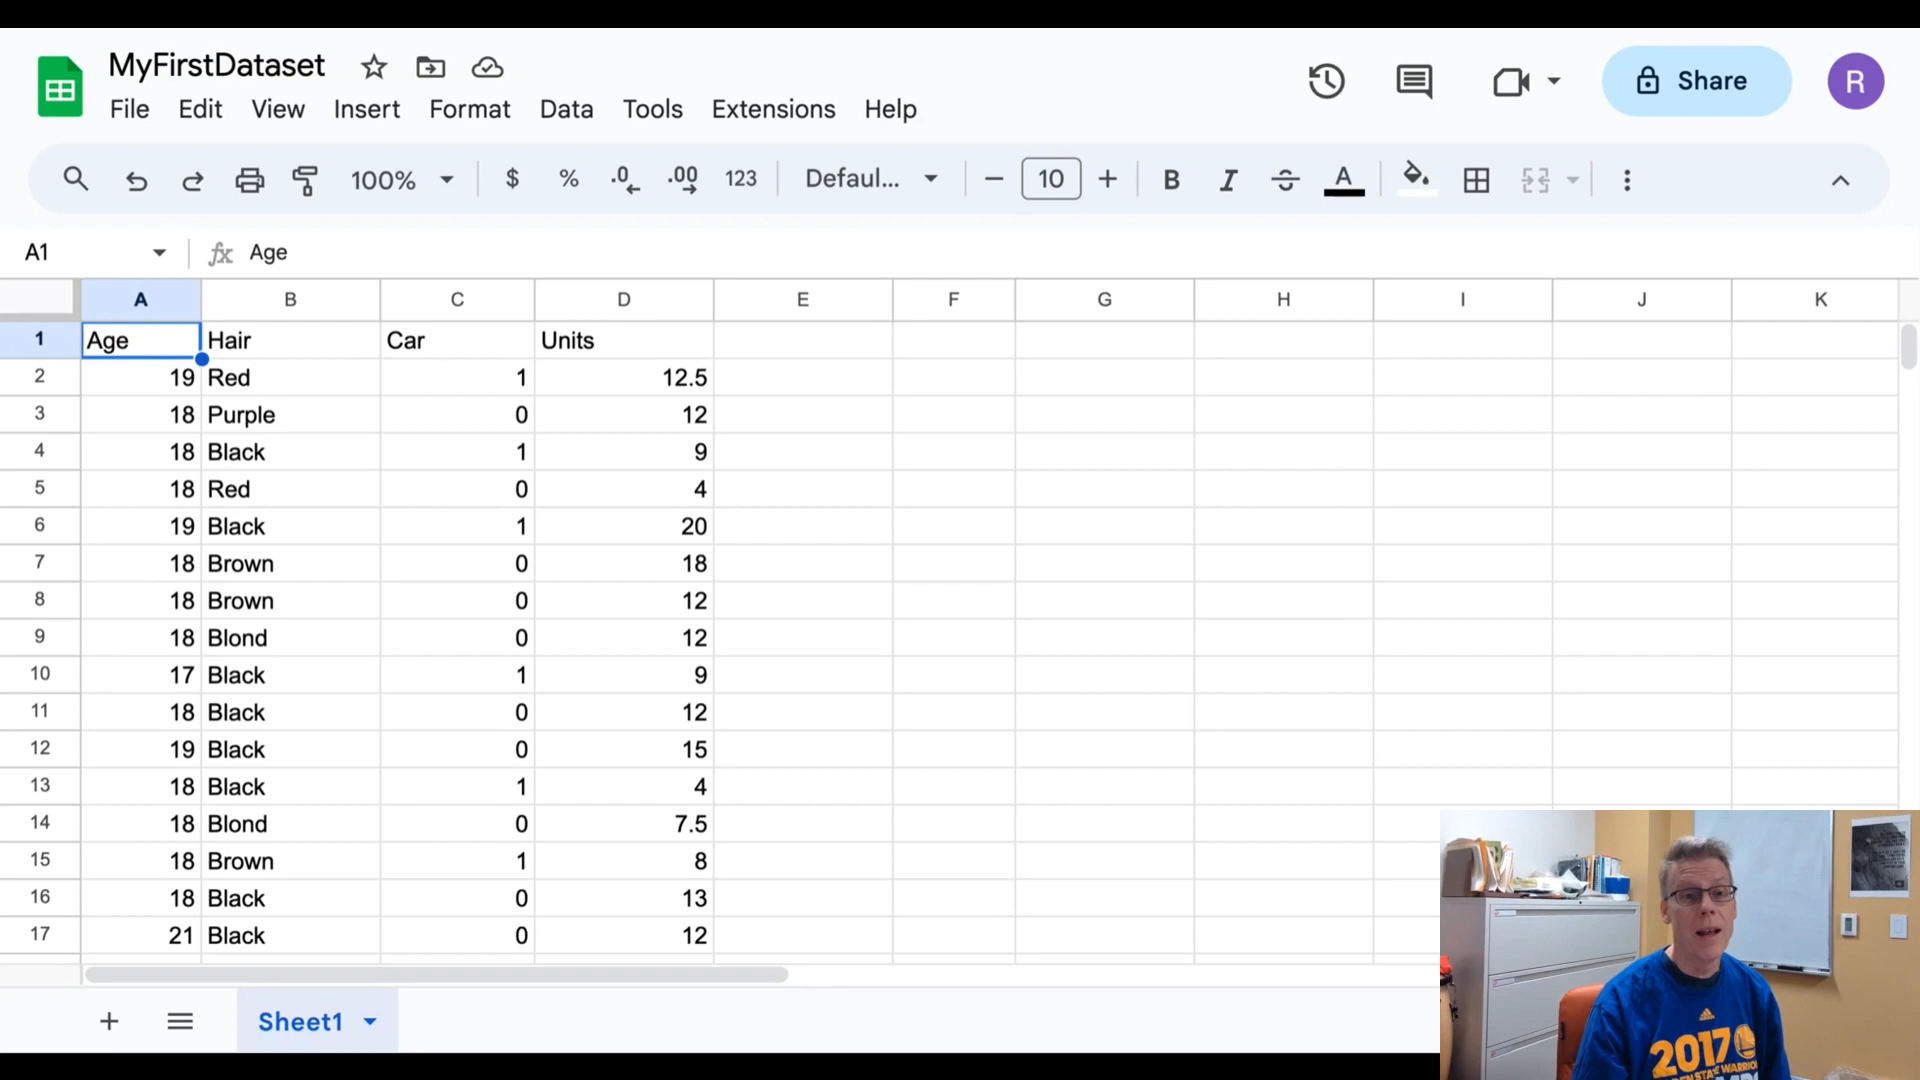 MyFirstDataset
File Edit View Insert Format Data Tools Extensions Help
Share
R
100% $ % .0 .00 123 Defaul... 10 B I S A
A1 fx Age
A B C D E F G H I J K
1 Age Hair Car Units
2 19 Red 1 12.5
3 18 Purple 0 12
4 18 Black 1 9
5 18 Red 0 4
6 19 Black 1 20
7 18 Brown 0 18
8 18 Brown 0 12
9 18 Blond 0 12
10 17 Black 1 9
11 18 Black 0 12
12 19 Black 0 15
13 18 Black 1 4
14 18 Blond 0 7.5
15 18 Brown 1 8
16 18 Black 0 13
17 21 Black 0 12
Sheet1
adidas
2017
STATE WARRIOR